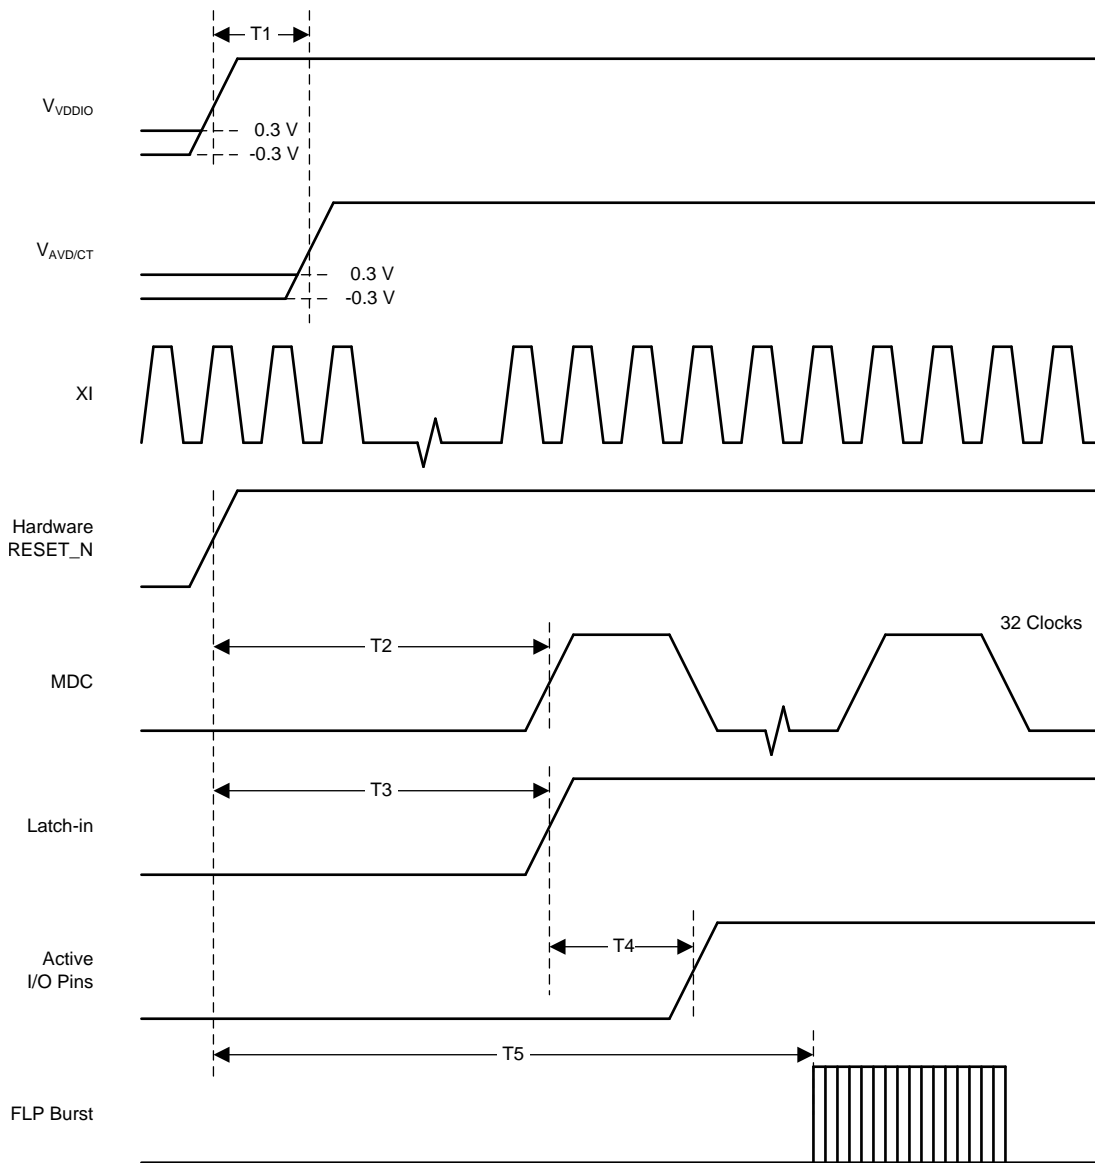 T1
VVDDIO
0.3 V
-0.3 V
VAVD/CT
0.3 V
-0.3 V
XI
Hardware
RESET_N
32 Clocks
T2
MDC
T3
Latch-in
T4
Active
I/O Pins
T5
FLP Burst